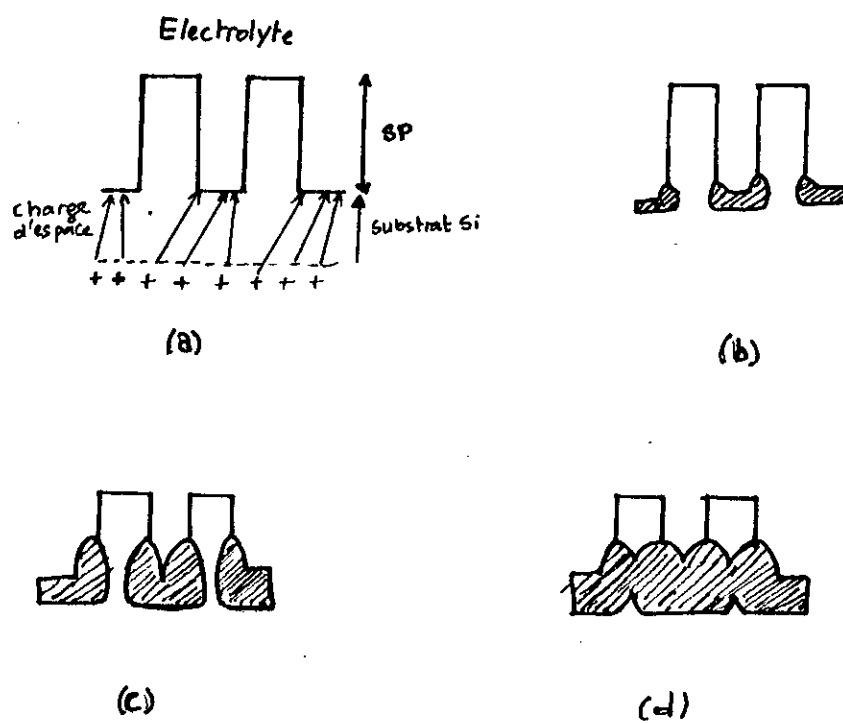 Electrolyte
SP
charge
d'espace
Substrat Si
+ + + + + + + +
(a)
(b)
(c)
(d)